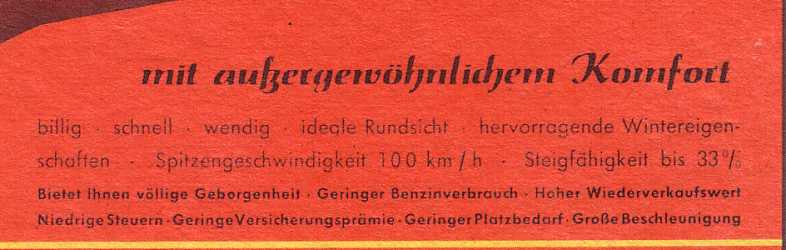 mit außergewöhnlichem Komfort
billig · schnell · wendig · ideale Rundsicht · hervorragende Wintereigen-
schaften · Spitzengeschwindigkeit 100 km/h · Steigfähigkeit bis 33%
Bietet Ihnen völlige Geborgenheit · Geringer Benzinverbrauch · Hoher Wiederverkaufswert
Niedrige Steuern · Geringe Versicherungsprämie · Geringer Platzbedarf · Große Beschleunigung